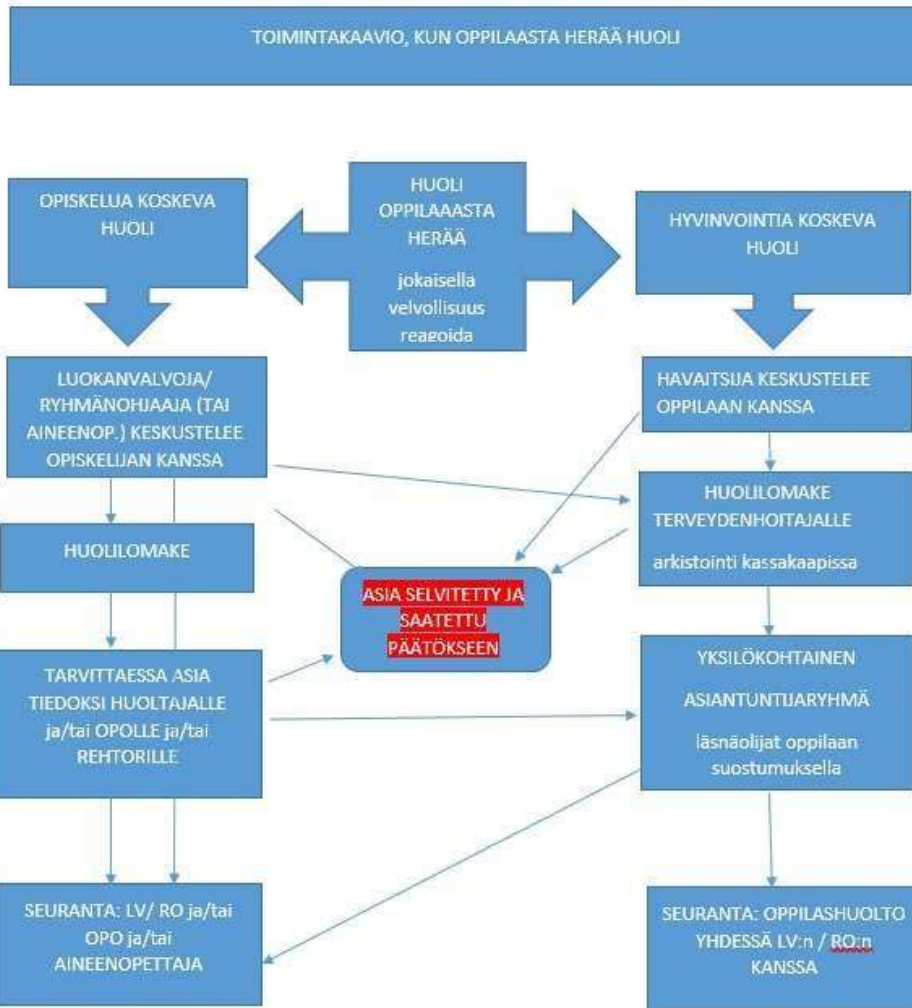 TOIMINTAKAAVIO, KUN OPPILAASTA HERÄÄ HUOLI
HUOLI
OPPILAAASTA
HERÄÄ
jokaisella
velvollisuus
reagoida
OPISKELUA KOSKEVA
HUOLI
HYVINVOINTIA KOSKEVA
HUOLI
LUOKANVALVOJA/
RYHMÄNOHJAAJA (TAI
AINEENOP.) KESKUSTELEE
OPISKELIJAN KANSSA
HAVAITSIJA KESKUSTELEE
OPPILAAN KANSSA
HUOLILOMAKE
HUOLILOMAKE
TERVEYDENHOITAJALLE
arkistointi kassakaapissa
ASIA SELVITETTY JA
SAATETTU
PÄÄTÖKSEEN
TARVITTAESSA ASIA
TIEDOKSI HUOLTAJALLE
ja/tai OPOLLE ja/tai
REHTORILLE
YKSILÖKOHTAINEN
ASIANTUNTIJARYHMÄ
läsnäolijat oppilaan
suostumuksella
SEURANTA: LV/ RO ja/tai
OPO ja/tai
AINEENOPETTAJA
SEURANTA: OPPILASHUOLTO
YHDESSÄ LV:n / RO:n
KANSSA